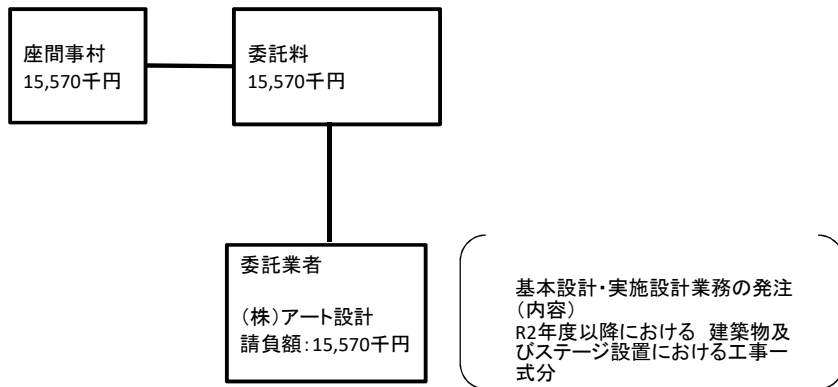 座間事村
15,570千円
委託料
15,570千円
委託業者
(株)アート設計
請負額:15,570千円
基本設計・実施設計業務の発注
(内容)
R2年度以降における 建築物及
びステージ設置における工事一
式分